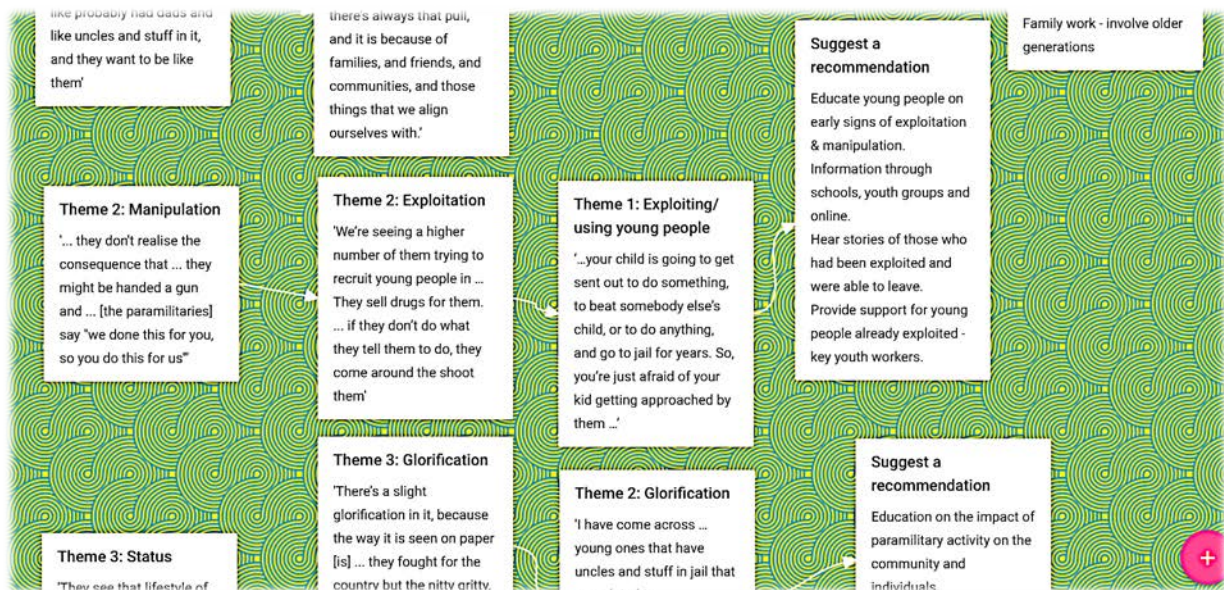 like probably had dads and
like uncles and stuff in it,
and they want to be like
them'
there's always that pull,
and it is because of
families, and friends, and
communities, and those
things that we align
ourselves with.'
Suggest a
recommendation
Educate young people on
early signs of exploitation
& manipulation.
Information through
schools, youth groups and
online.
Hear stories of those who
had been exploited and
were able to leave.
Provide support for young
people already exploited -
key youth workers.
Family work - involve older
generations
Theme 2: Manipulation
'... they don't realise the
consequence that ... they
might be handed a gun
and ... [the paramilitaries]
say "we done this for you,
so you do this for us"'
Theme 2: Exploitation
'We're seeing a higher
number of them trying to
recruit young people in ...
They sell drugs for them.
... if they don't do what
they tell them to do, they
come around the shoot
them'
Theme 1: Exploiting/
using young people
'...your child is going to get
sent out to do something,
to beat somebody else's
child, or to do anything,
and go to jail for years. So,
you're just afraid of your
kid getting approached by
them ...'
Theme 3: Status
'They see that lifestyle of
Theme 3: Glorification
'There's a slight
glorification in it, because
the way it is seen on paper
[is] ... they fought for the
country but the nitty gritty,
Theme 2: Glorification
'I have come across ...
young ones that have
uncles and stuff in jail that
Suggest a
recommendation
Education on the impact of
paramilitary activity on the
community and
individuals
+